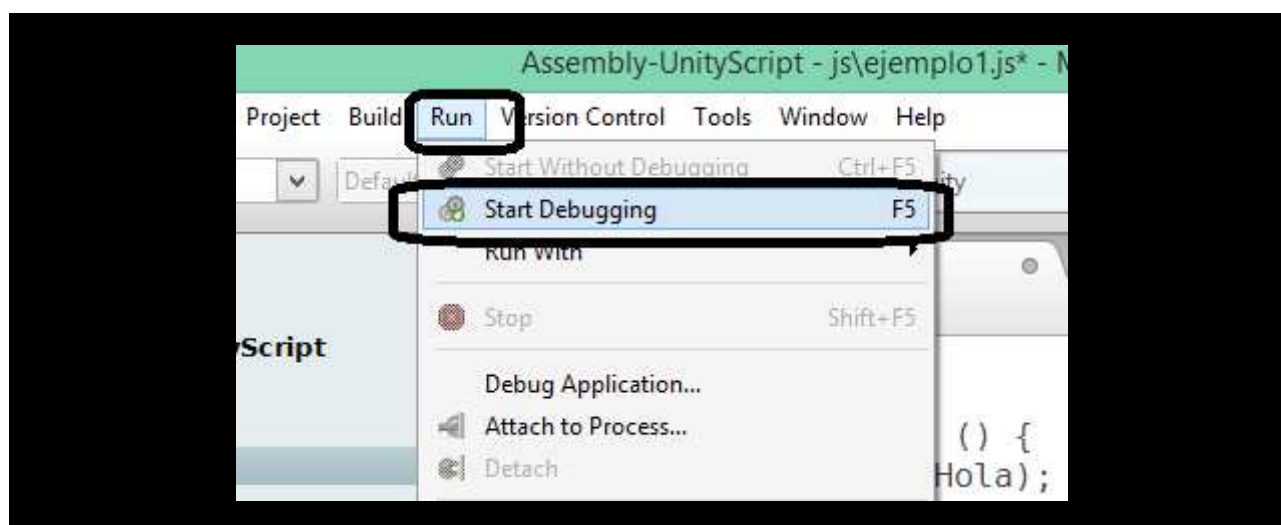 Assembly-UnityScript - js\ejemplo1.js* - M
Project Build Run Version Control Tools Window Help
Start Without Debugging Ctrl+F5
Start Debugging F5
Run With
Stop Shift+F5
Script
Debug Application...
Attach to Process...
() {
Detach
Hola);